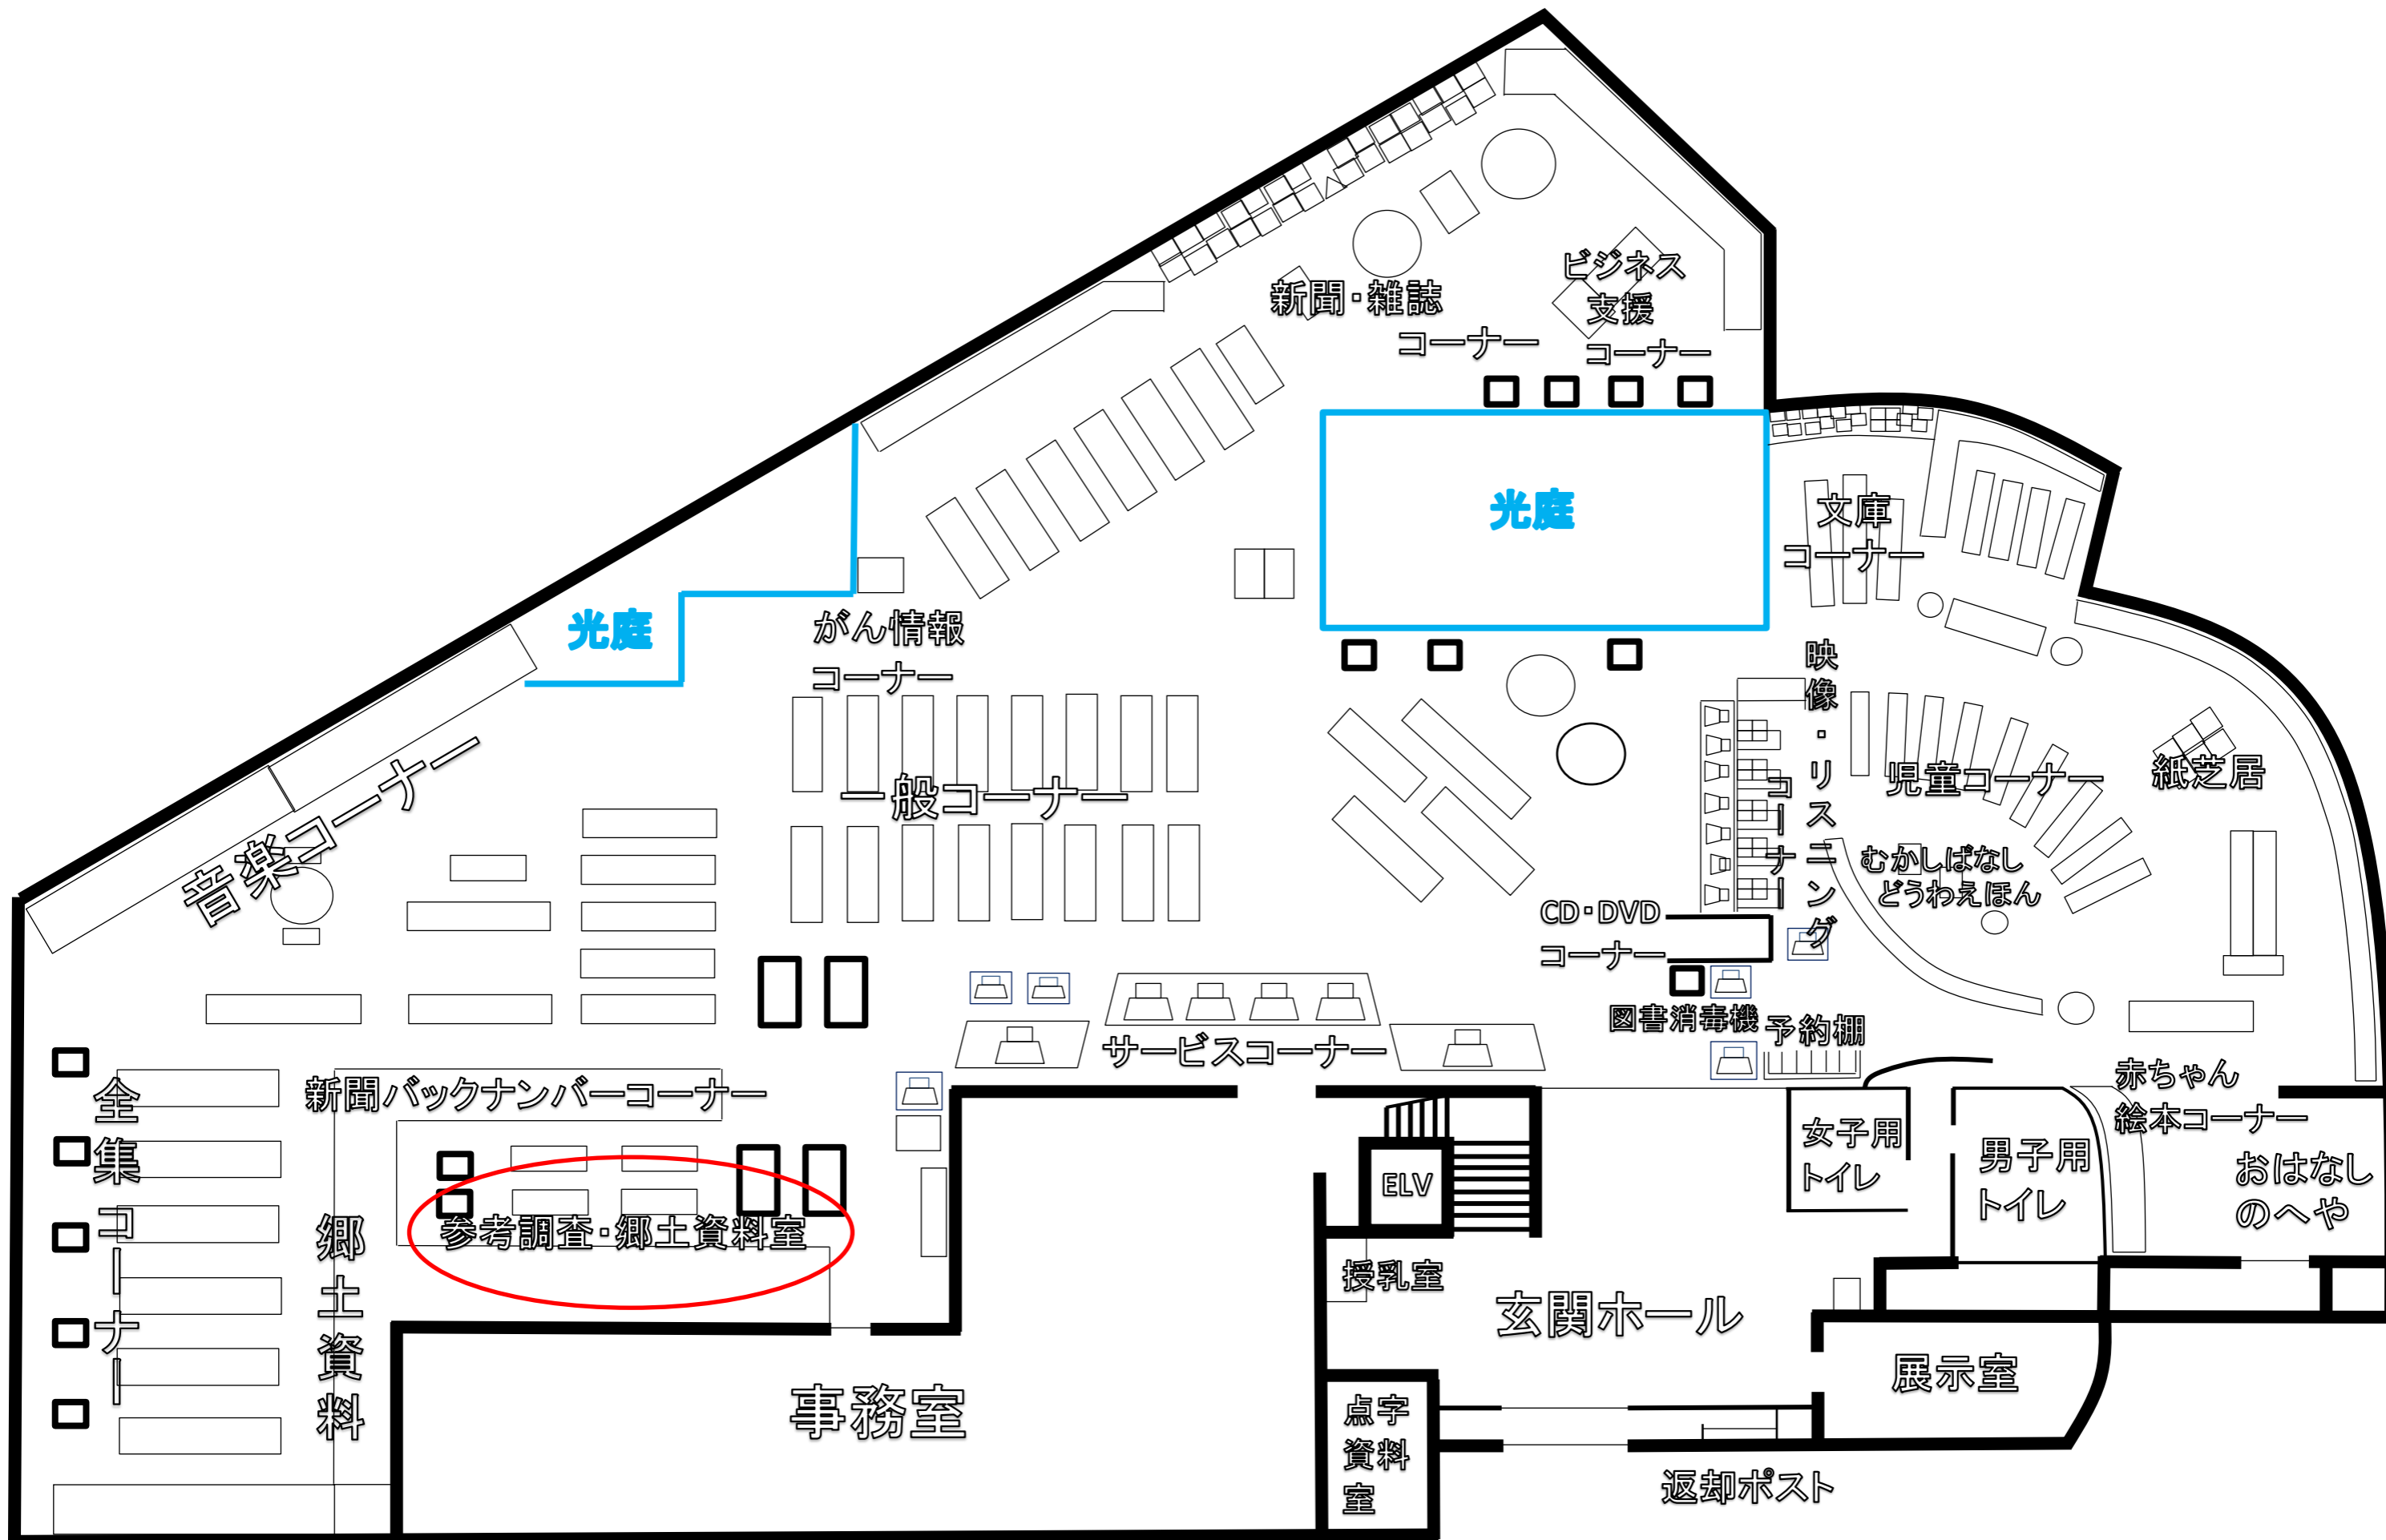 新聞・雑誌
コーナー
ビジネス
支援
コーナー
光庭
文庫
コーナー
光庭
がん情報
コーナー
映像・リスニング
コーナー
音楽コーナー
一般コーナー
児童コーナー
紙芝居
むかしばなし
どうわえほん
CD・DVD
コーナー
図書消毒機
予約棚
サービスコーナー
全集コーナー
新聞バックナンバーコーナー
郷土資料
参考調査・郷土資料室
赤ちゃん
絵本コーナー
女子用
トイレ
男子用
トイレ
おはなし
のへや
ELV
授乳室
玄関ホール
事務室
展示室
点字
資料
室
返却ポスト